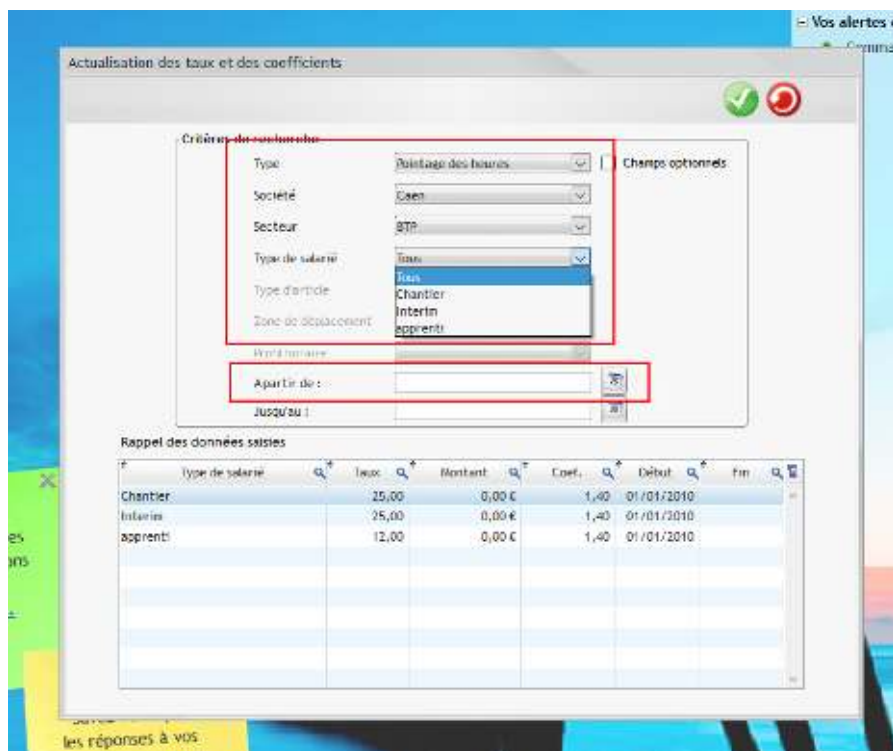 Vos alertes
Actualisation des taux et des coefficients
Critères de recherche
Type Pointage des heures Champs optionnels
Société Caen
Secteur BTP
Type de salarié Tous
Tous
Type d'article Chantier
Interim
Zone de déplacement apprenti
Profil horaire
Apartir de :
Jusqu'au :
Rappel des données saisies
Type de salarié Taux Montant Coef. Début Fin
Chantier 25,00 0,00 € 1,40 01/01/2010
Interim 25,00 0,00 € 1,40 01/01/2010
apprenti 12,00 0,00 € 1,40 01/01/2010
es
ons
les réponses à vos